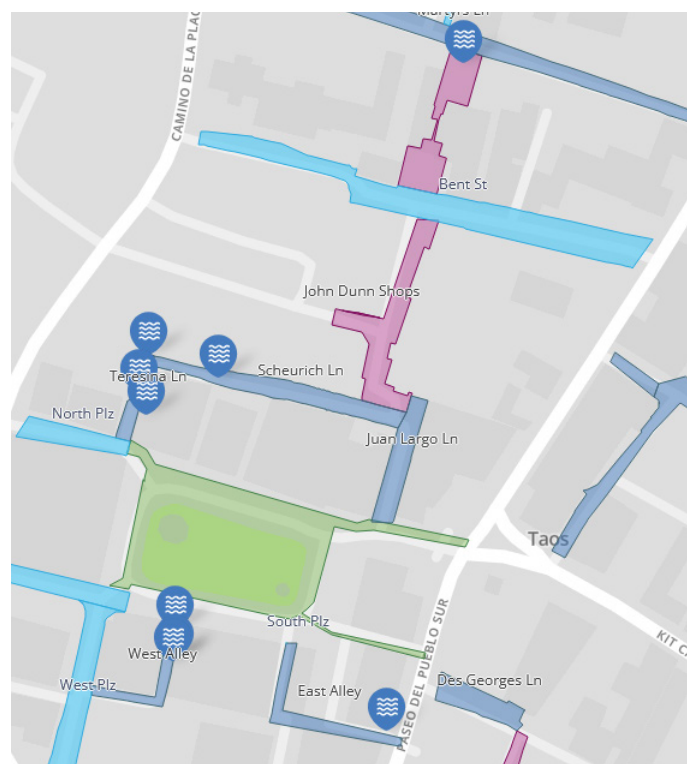 Martyrs Ln
CAMINO DE LA PLAC
Bent St
John Dunn Shops
Scheurich Ln
Teresina Ln
North Plz
Juan Largo Ln
Taos
South Plz
KIT C
West Alley
West Plz
East Alley
Des Georges Ln
PASEO DEL PUEBLO SUR